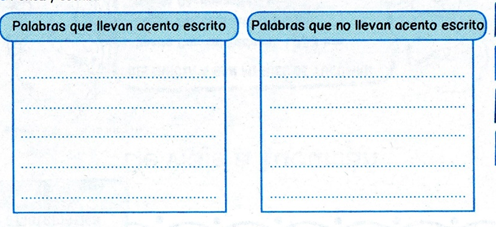 Palabras que llevan acento escrito
Palabras que no llevan acento escrito